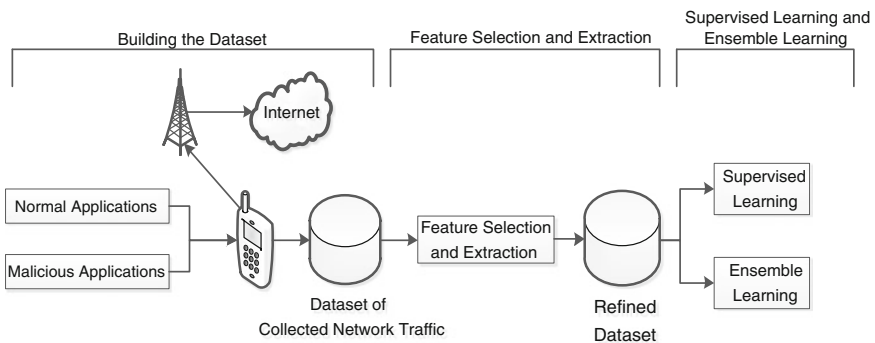 Building the Dataset
Feature Selection and Extraction
Supervised Learning and
Ensemble Learning
Internet
Normal Applications
Malicious Applications
Dataset of
Collected Network Traffic
Feature Selection
and Extraction
Refined
Dataset
Supervised
Learning
Ensemble
Learning